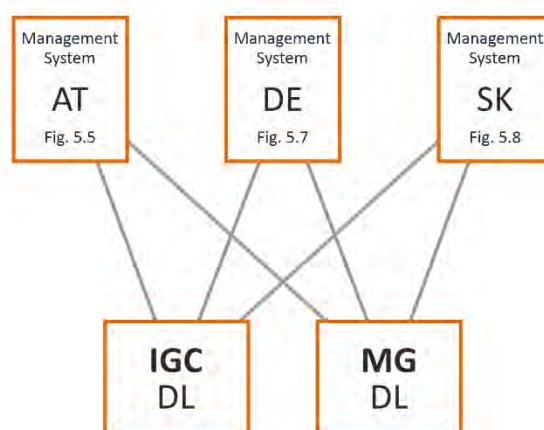 Management
System
AT
Fig. 5.5
Management
System
DE
Fig. 5.7
Management
System
SK
Fig. 5.8
IGC
DL
MG
DL